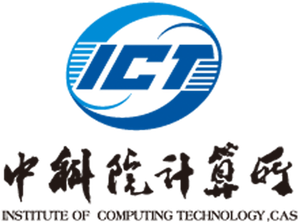 ICT
中科院计算所
INSTITUTE OF COMPUTING TECHNOLOGY,CAS